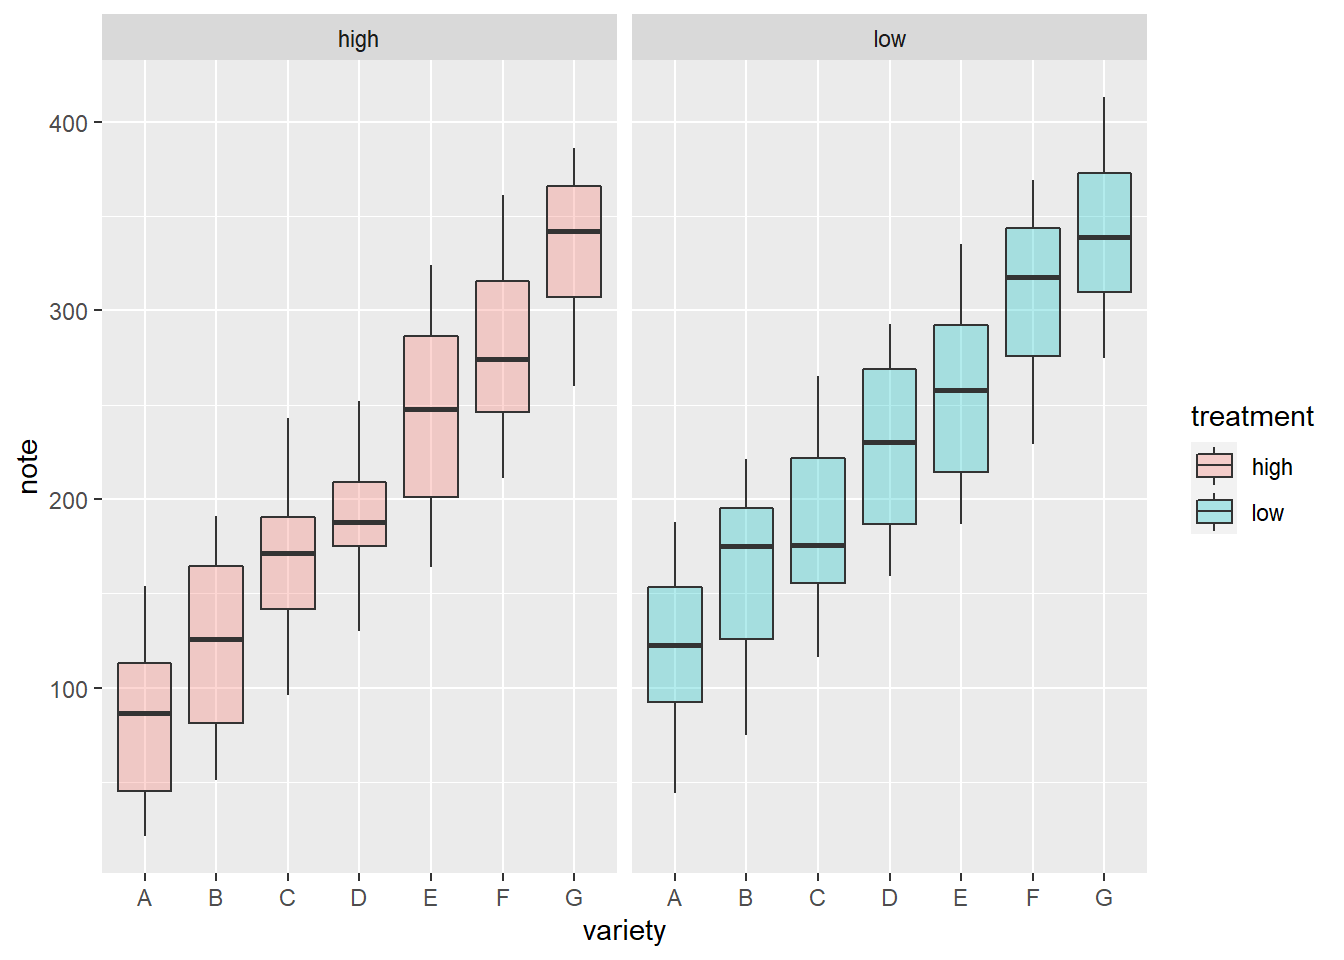 high low
400
300
200
100
note
A B C D E F G A B C D E F G
variety
treatment
high
low